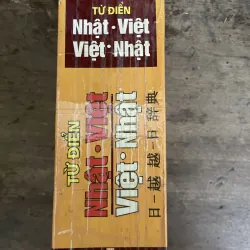 TỪ ĐIỂN
Nhật · Việt
Việt · Nhật
TỪ ĐIỂN
Nhật · Việt
Việt · Nhật
日 – 越 越 – 日 辞典